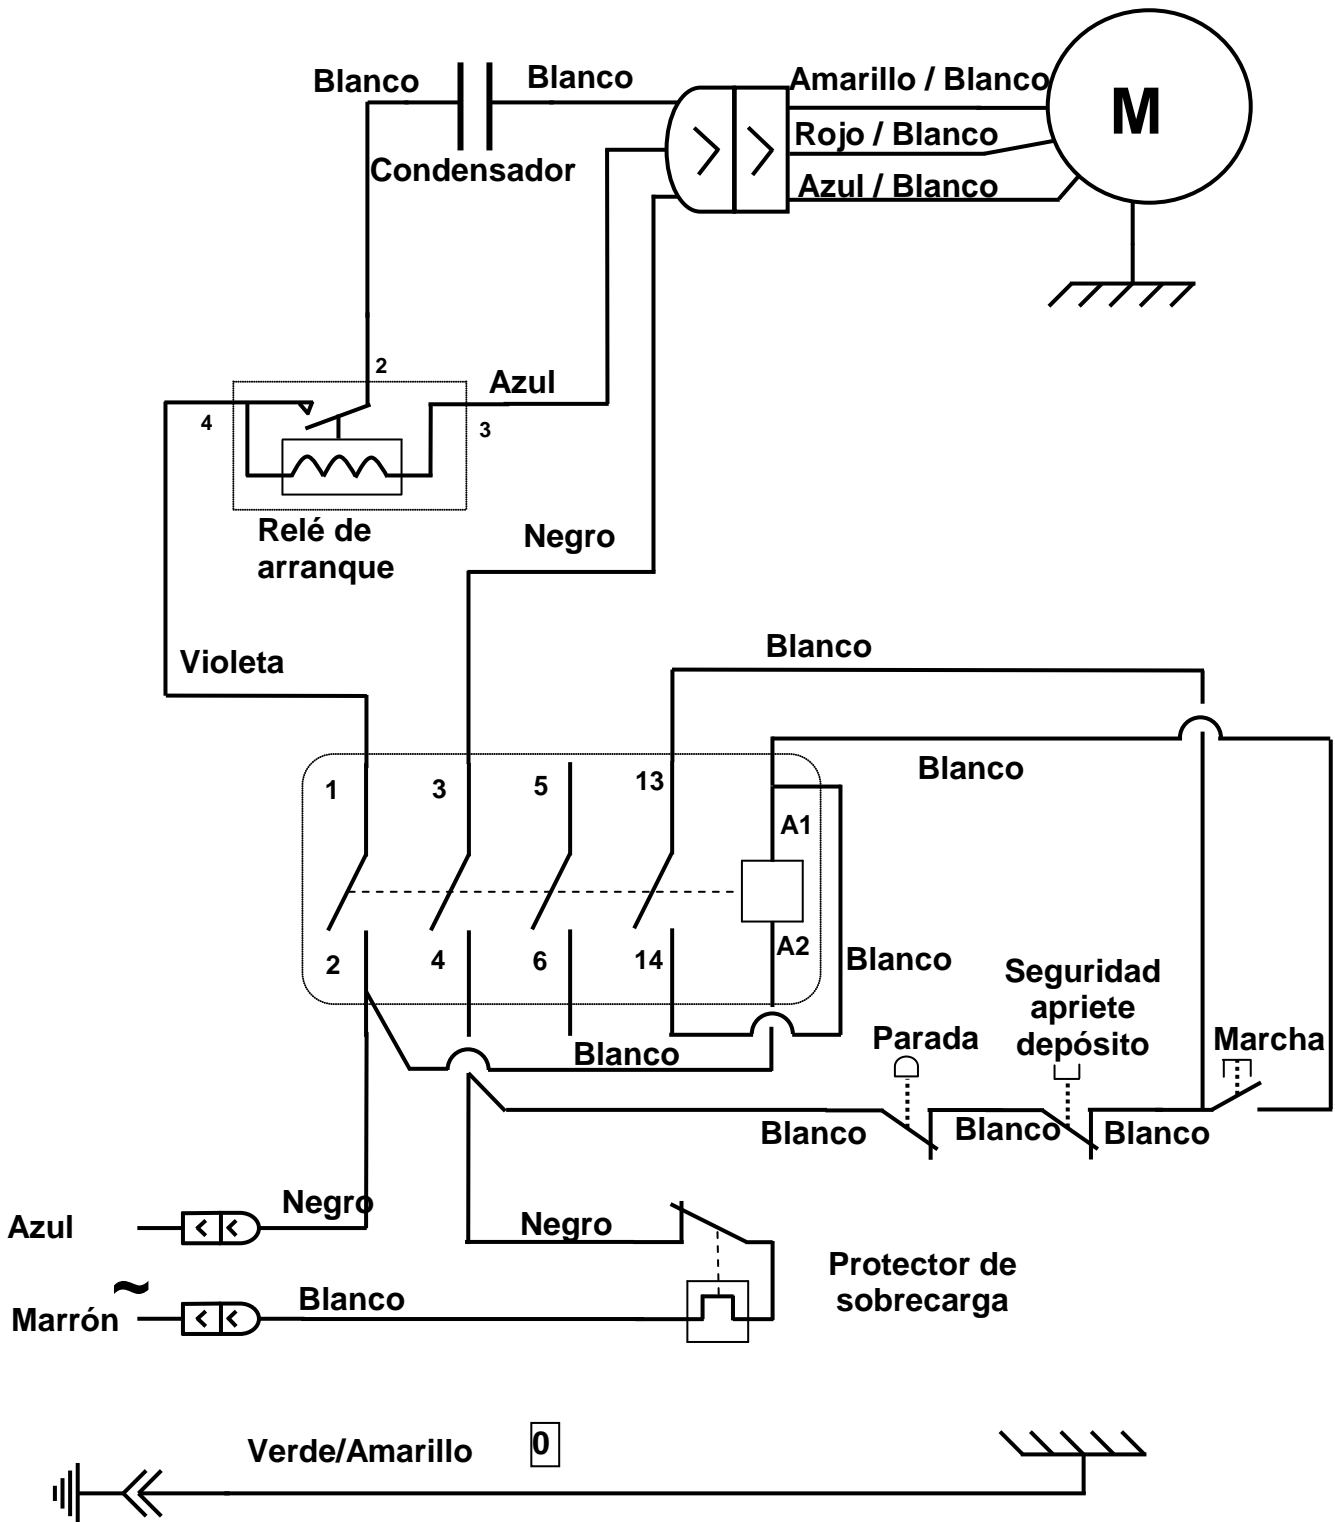 Blanco
Blanco
Condensador
Amarillo / Blanco
Rojo / Blanco
Azul / Blanco
M
2
Azul
4
3
Relé de
arranque
Negro
Violeta
Blanco
Blanco
1
3
5
13
A1
2
4
6
14
A2
Blanco
Blanco
Seguridad
apriete
depósito
Parada
Marcha
Blanco
Blanco
Blanco
Azul
Negro
Negro
~
Marrón
Blanco
Protector de
sobrecarga
Verde/Amarillo
0